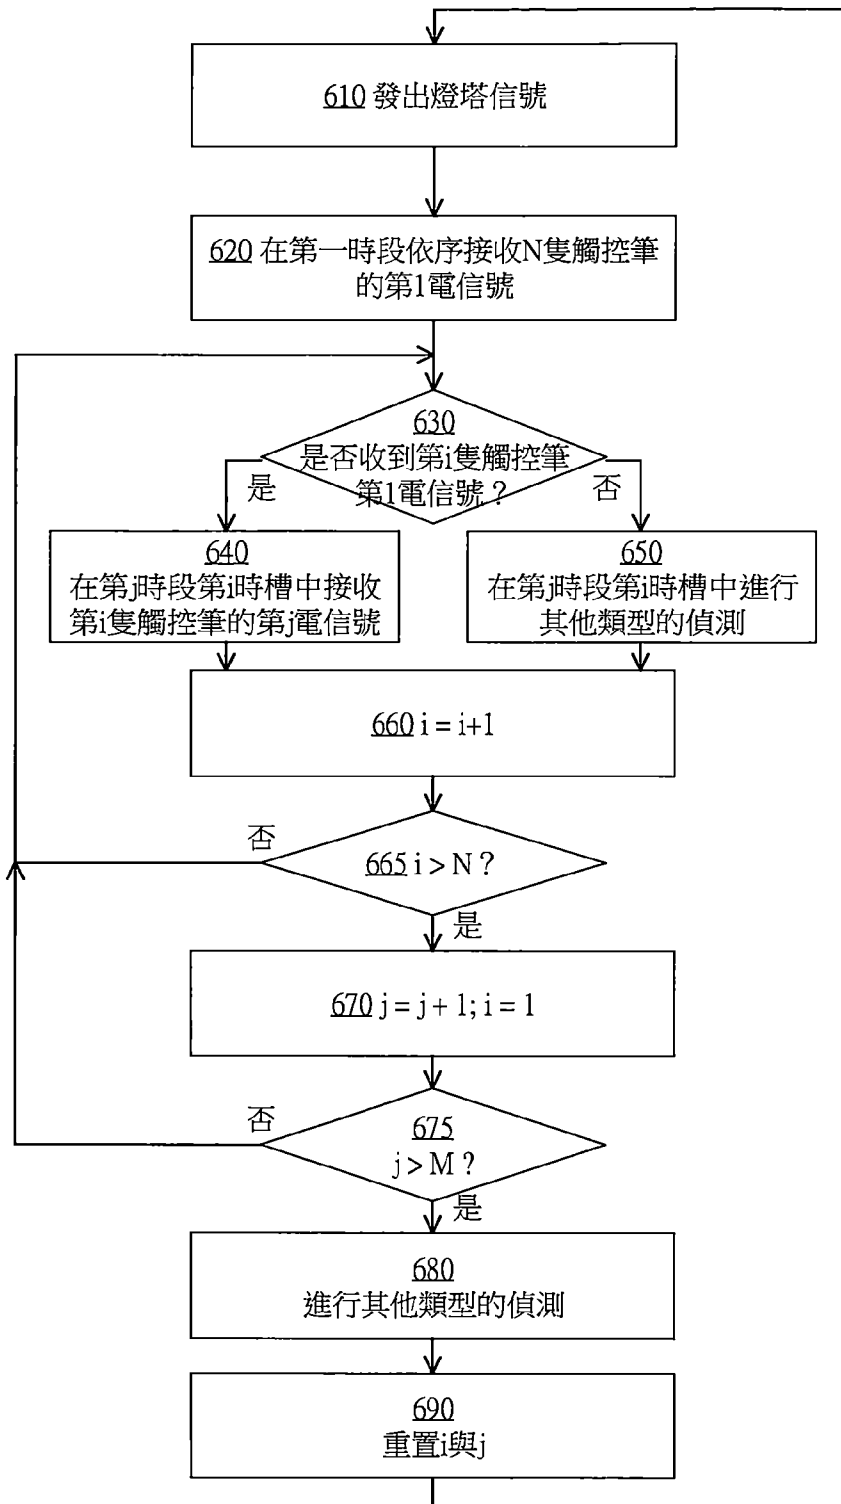 610 發出燈塔信號
620 在第一時段依序接收N隻觸控筆
的第1電信號
630
是否收到第i隻觸控筆
第1電信號？
是
否
640
在第j時段第i時槽中接收
第i隻觸控筆的第j電信號
650
在第j時段第i時槽中進行
其他類型的偵測
660 i = i+1
否
665 i > N？
是
670 j = j + 1; i = 1
否
675
j > M？
是
680
進行其他類型的偵測
690
重置i與j